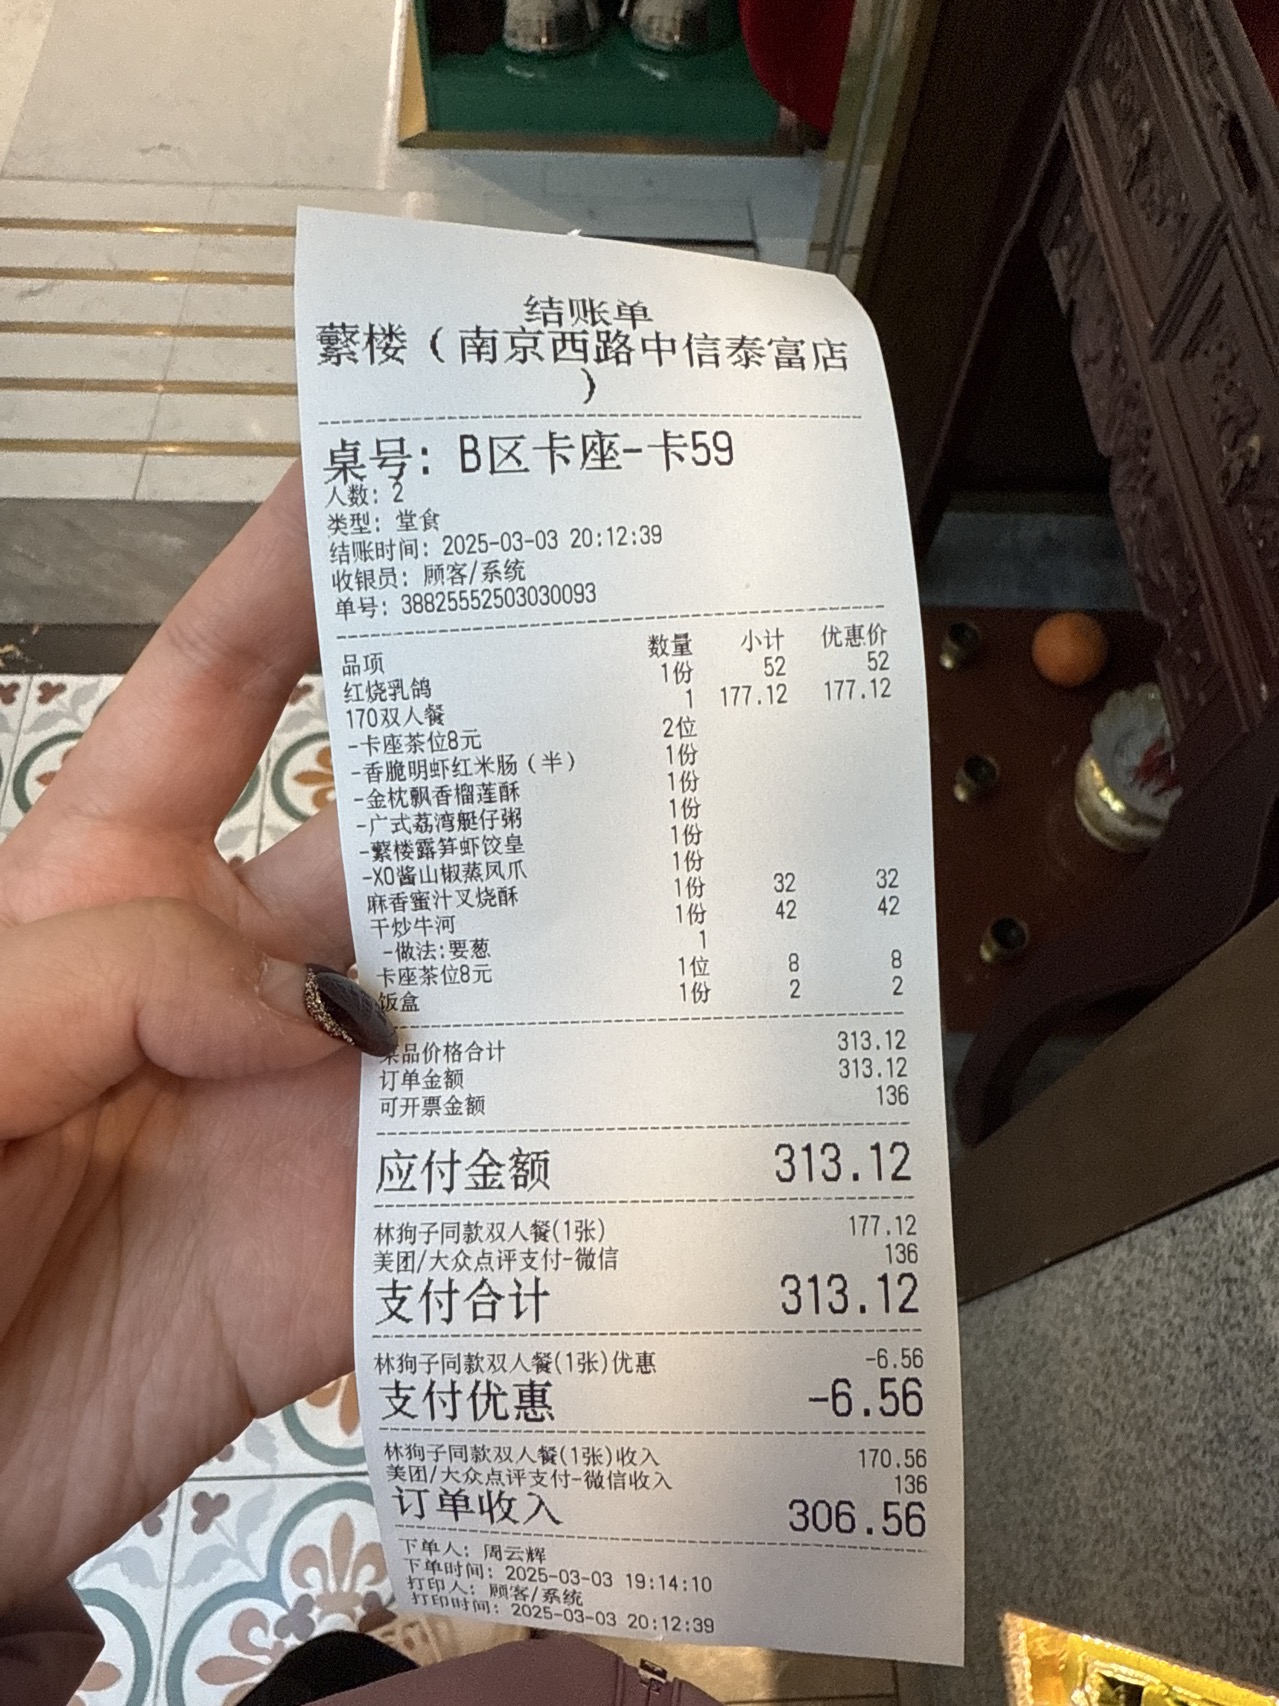 结账单
蘩楼（南京西路中信泰富店
）
桌号：B区卡座-卡59
人数：2
类型：堂食
结账时间：2025-03-03 20:12:39
收银员：顾客/系统
单号：38825552503030093
品项 数量 小计 优惠价
红烧乳鸽 1份 52 52
170双人餐 1 177.12 177.12
-卡座茶位8元 2位
-香脆明虾红米肠（半） 1份
-金枕飘香榴莲酥 1份
-广式荔湾艇仔粥 1份
-蘩楼露笋虾饺皇 1份
-XO酱山椒蒸凤爪 1份
麻香蜜汁叉烧酥 1份 32 32
干炒牛河 1份 42 42
-做法:要葱 1
卡座茶位8元 1位 8 8
饭盒 1份 2 2
菜品价格合计 313.12
订单金额 313.12
可开票金额 136
应付金额 313.12
林狗子同款双人餐(1张) 177.12
美团/大众点评支付-微信 136
支付合计 313.12
林狗子同款双人餐(1张)优惠 -6.56
支付优惠 -6.56
林狗子同款双人餐(1张)收入 170.56
美团/大众点评支付-微信收入 136
订单收入 306.56
下单人：周云辉
下单时间：2025-03-03 19:14:10
打印人：顾客/系统
打印时间：2025-03-03 20:12:39